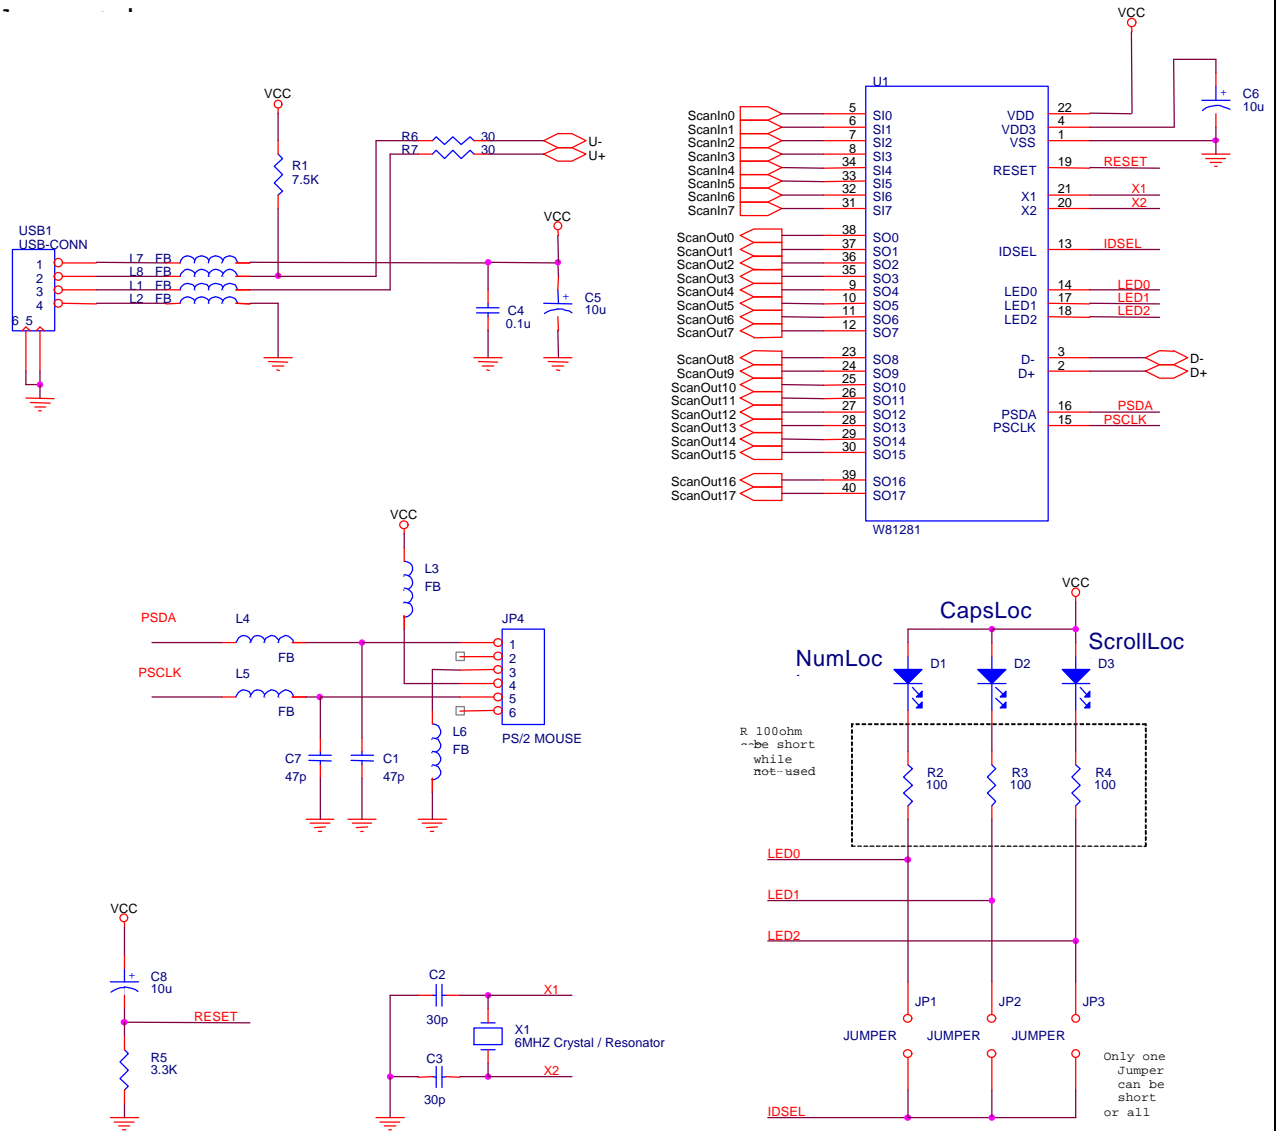 VCC
R1
7.5K
R6 30 U-
R7 30 U+
USB1
USB-CONN
1 L7 FB
2 L8 FB
3 L1 FB
4 L2 FB
6 5
VCC
C4
0.1u
C5
10u
VCC
C6
10u
U1
ScanIn0 5 SI0
ScanIn1 6 SI1
ScanIn2 7 SI2
ScanIn3 8 SI3
ScanIn4 34 SI4
ScanIn5 33 SI5
ScanIn6 32 SI6
ScanIn7 31 SI7
ScanOut0 38 SO0
ScanOut1 37 SO1
ScanOut2 36 SO2
ScanOut3 35 SO3
ScanOut4 9 SO4
ScanOut5 10 SO5
ScanOut6 11 SO6
ScanOut7 12 SO7
ScanOut8 23 SO8
ScanOut9 24 SO9
ScanOut10 25 SO10
ScanOut11 26 SO11
ScanOut12 27 SO12
ScanOut13 28 SO13
ScanOut14 29 SO14
ScanOut15 30 SO15
ScanOut16 39 SO16
ScanOut17 40 SO17
VDD 22
VDD3 4
VSS 1
RESET 19 RESET
X1 21 X1
X2 20 X2
IDSEL 13 IDSEL
LED0 14 LED0
LED1 17 LED1
LED2 18 LED2
D- 3 D-
D+ 2 D+
PSDA 16 PSDA
PSCLK 15 PSCLK
W81281
VCC
L3
FB
PSDA L4
FB
PSCLK L5
FB
JP4
1
2
3
4
5
6
PS/2 MOUSE
L6
FB
C7
47p
C1
47p
VCC
CapsLoc
ScrollLoc
NumLoc
D1 D2 D3
R 100ohm
be short
while
not used
R2
100
R3
100
R4
100
LED0
LED1
LED2
JP1 JP2 JP3
JUMPER JUMPER JUMPER
Only one
Jumper
can be
short
or all
IDSEL
VCC
C8
10u
RESET
R5
3.3K
C2
30p
X1
X1
6MHZ Crystal / Resonator
C3
30p
X2